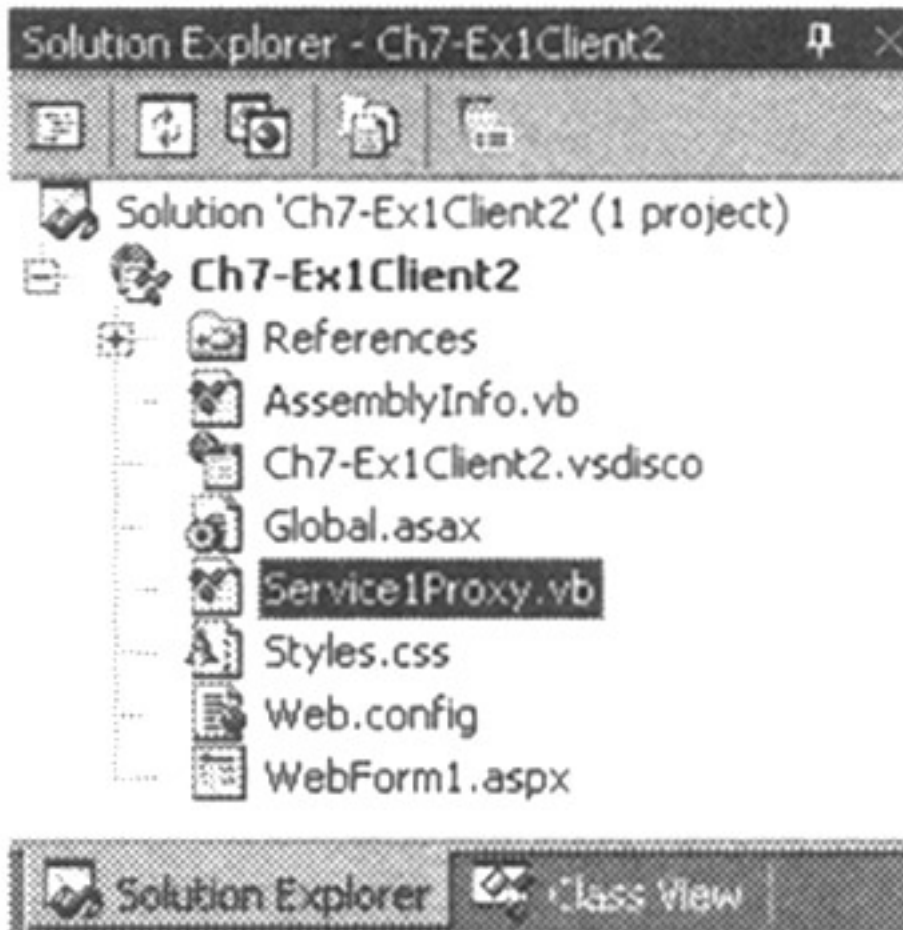 Solution Explorer - Ch7-Ex1Client2
Solution 'Ch7-Ex1Client2' (1 project)
Ch7-Ex1Client2
References
AssemblyInfo.vb
Ch7-Ex1Client2.vsdisco
Global.asax
Service1Proxy.vb
Styles.css
Web.config
WebForm1.aspx
Solution Explorer Class View